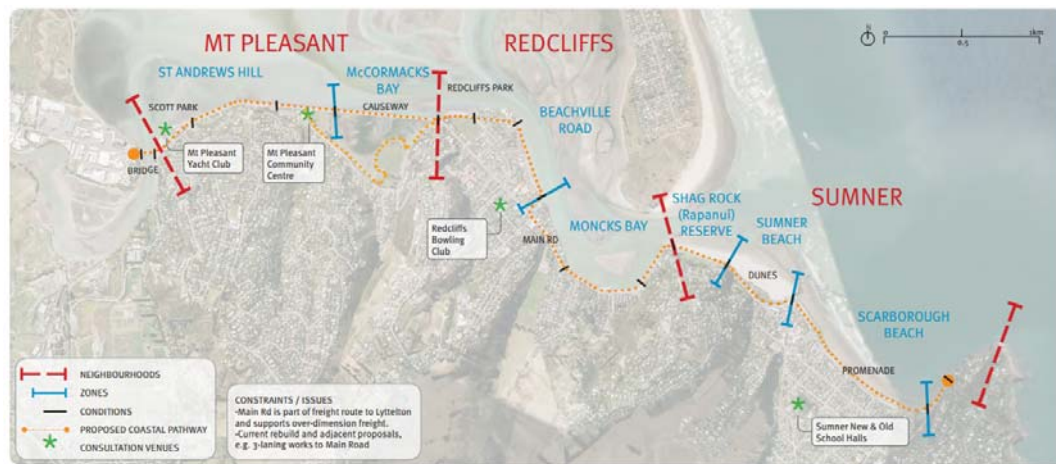 MT PLEASANT
REDCLIFFS
SUMNER
ST ANDREWS HILL
McCORMACKS
BAY
BEACHVILLE
ROAD
MONCKS BAY
SHAG ROCK
(Rapanui)
RESERVE
SUMNER
BEACH
SCARBOROUGH
BEACH
SCOTT PARK
CAUSEWAY
REDCLIFFS PARK
BRIDGE
MAIN RD
DUNES
PROMENADE
Mt Pleasant
Yacht Club
Mt Pleasant
Community
Centre
Redcliffs
Bowling
Club
Sumner New & Old
School Halls
N
0.5
1km
NEIGHBOURHOODS
ZONES
CONDITIONS
PROPOSED COASTAL PATHWAY
CONSULTATION VENUES
CONSTRAINTS / ISSUES
-Main Rd is part of freight route to Lyttelton
and supports over-dimension freight.
-Current rebuild and adjacent proposals,
e.g. 3-laning works to Main Road